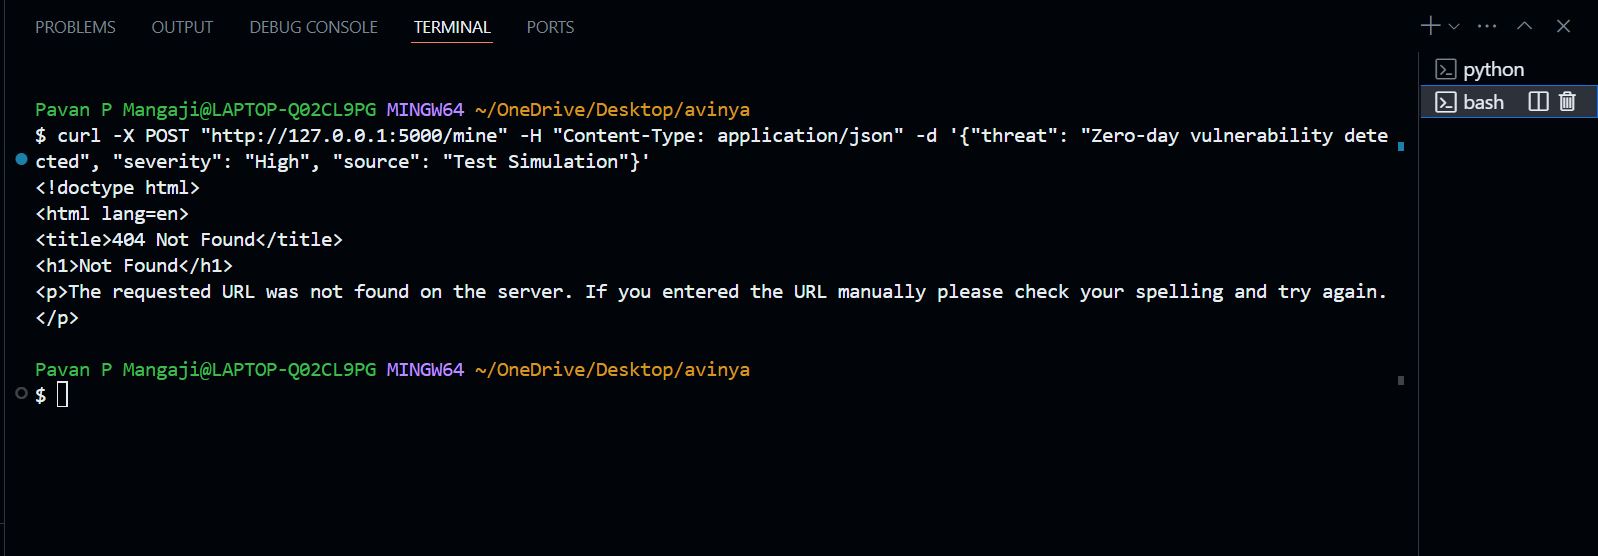 PROBLEMS OUTPUT DEBUG CONSOLE TERMINAL PORTS
python
bash
Pavan P Mangaji@LAPTOP-Q02CL9PG MINGW64 ~/OneDrive/Desktop/avinya
$ curl -X POST "http://127.0.0.1:5000/mine" -H "Content-Type: application/json" -d '{"threat": "Zero-day vulnerability dete
cted", "severity": "High", "source": "Test Simulation"}'
<!doctype html>
<html lang=en>
<title>404 Not Found</title>
<h1>Not Found</h1>
<p>The requested URL was not found on the server. If you entered the URL manually please check your spelling and try again.
</p>
Pavan P Mangaji@LAPTOP-Q02CL9PG MINGW64 ~/OneDrive/Desktop/avinya
$